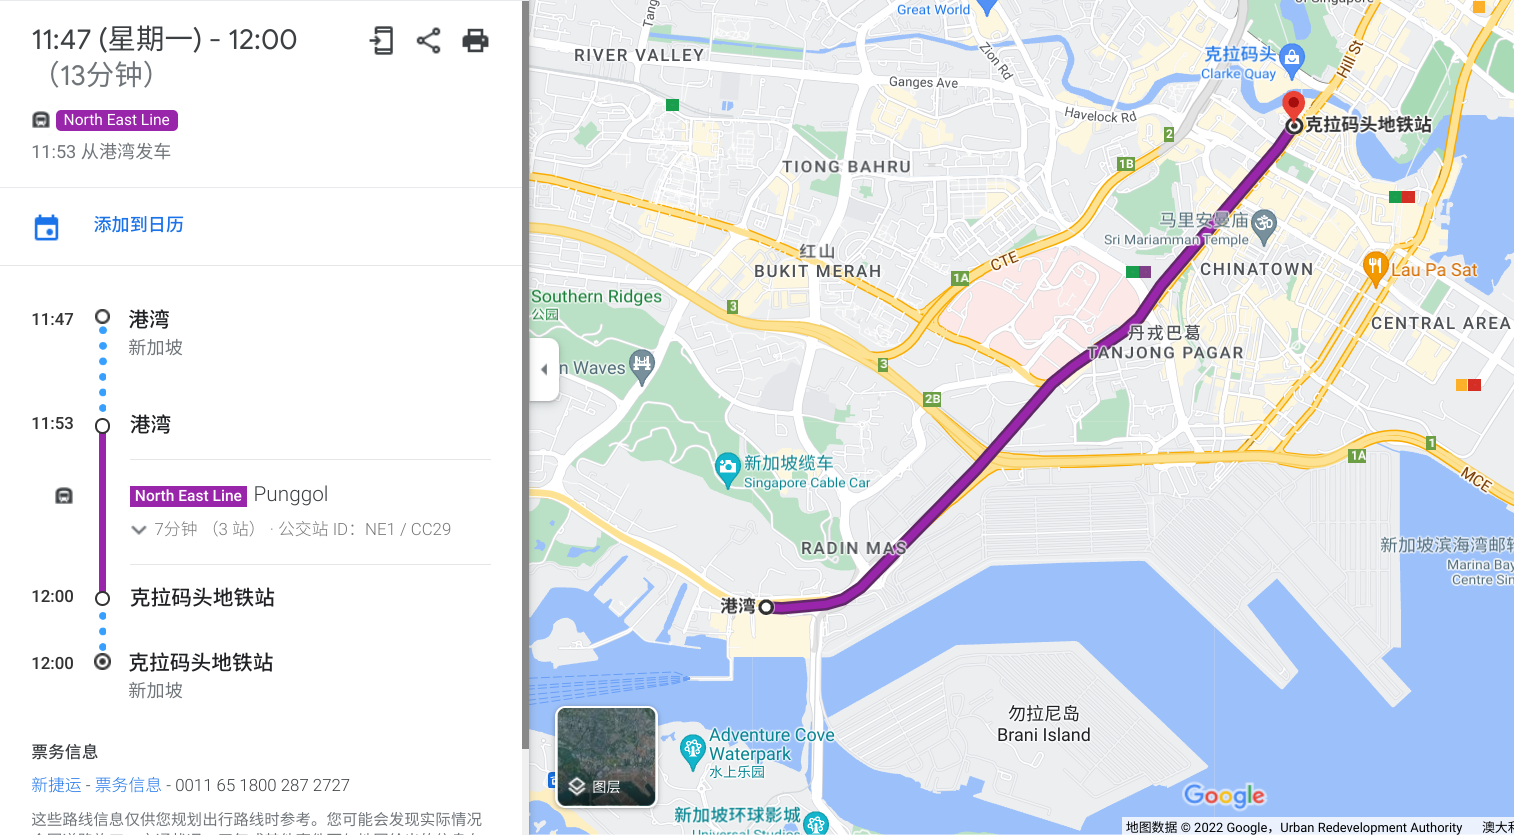 11:47 (星期一) - 12:00
（13分钟）
North East Line
11:53 从港湾发车
添加到日历
11:47 港湾
新加坡
11:53 港湾
North East Line Punggol
7分钟 （3 站） · 公交站 ID：NE1 / CC29
12:00 克拉码头地铁站
12:00 克拉码头地铁站
新加坡
票务信息
新捷运 - 票务信息 - 0011 65 1800 287 2727
这些路线信息仅供您规划出行路线时参考。您可能会发现实际情况
Great World
Zion Rd
RIVER VALLEY
Ganges Ave
Havelock Rd
克拉码头
Clarke Quay
Hill St
of Singapore
克拉码头地铁站
2
1B
TIONG BAHRU
马里安曼庙
Sri Mariamman Temple
红山
BUKIT MERAH
CTE
1A
CHINATOWN
Lau Pa Sat
Southern Ridges
公园
3
CENTRAL AREA
丹戎巴葛
TANJONG PAGAR
n Waves
3
2B
1
1A
MCE
新加坡缆车
Singapore Cable Car
RADIN MAS
新加坡滨海湾邮轮
Marina Bay
Centre Sin
港湾
勿拉尼岛
Brani Island
Adventure Cove
Waterpark
水上乐园
图层
新加坡环球影城
Universal Studios
Google
地图数据 © 2022 Google，Urban Redevelopment Authority 澳大利